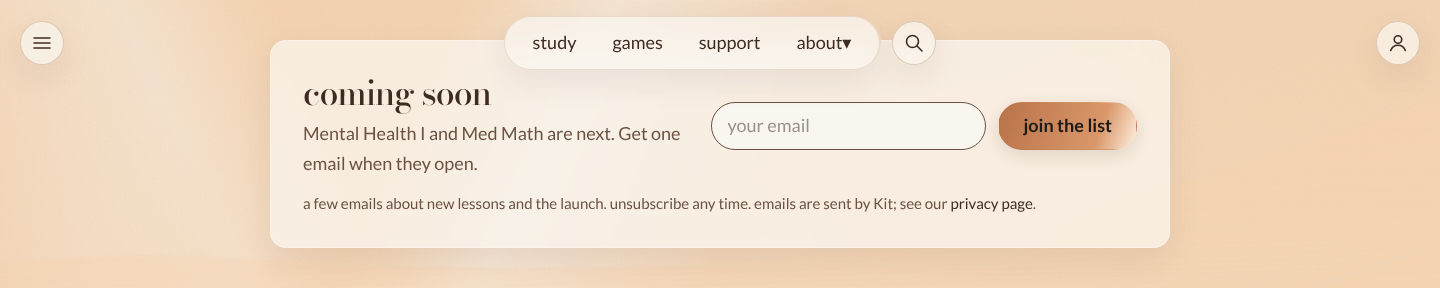 study games support about▾
coming soon
Mental Health I and Med Math are next. Get one
email when they open.
your email
join the list
a few emails about new lessons and the launch. unsubscribe any time. emails are sent by Kit; see our privacy page.